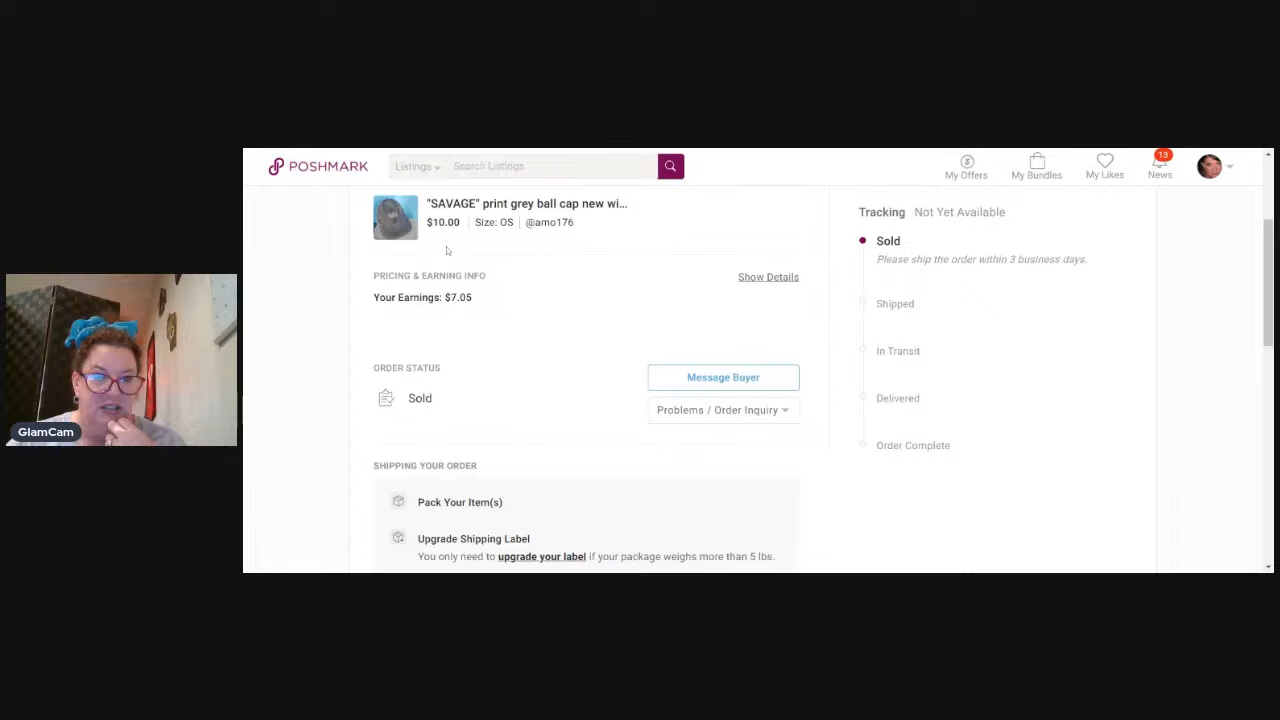 POSHMARK
Listings
Search Listings
My Offers
My Bundles
My Likes
13
News
"SAVAGE" print grey ball cap new wi...
$10.00
Size: OS
@amo176
PRICING & EARNING INFO
Show Details
Your Earnings: $7.05
ORDER STATUS
Sold
Message Buyer
Problems / Order Inquiry
SHIPPING YOUR ORDER
Pack Your Item(s)
Upgrade Shipping Label
You only need to upgrade your label if your package weighs more than 5 lbs.
Tracking Not Yet Available
Sold
Please ship the order within 3 business days.
Shipped
In Transit
Delivered
Order Complete
GlamCam